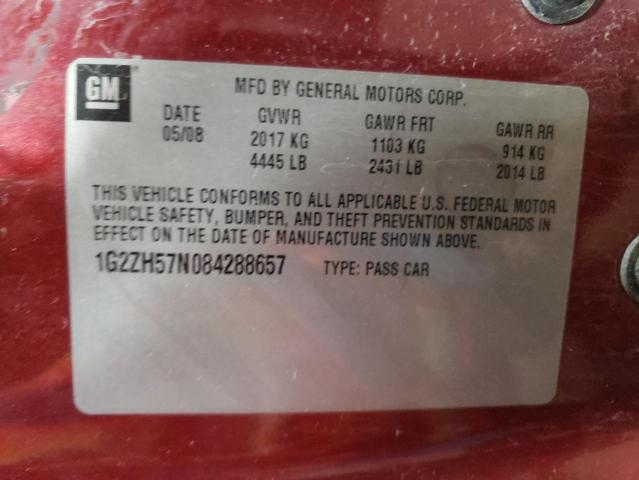 GM
MFD BY GENERAL MOTORS CORP.
DATE GVWR GAWR FRT GAWR RR
05/08 2017 KG 1103 KG 914 KG
4445 LB 2431 LB 2014 LB
THIS VEHICLE CONFORMS TO ALL APPLICABLE U.S. FEDERAL MOTOR
VEHICLE SAFETY, BUMPER, AND THEFT PREVENTION STANDARDS IN
EFFECT ON THE DATE OF MANUFACTURE SHOWN ABOVE.
1G2ZH57N084288657 TYPE: PASS CAR